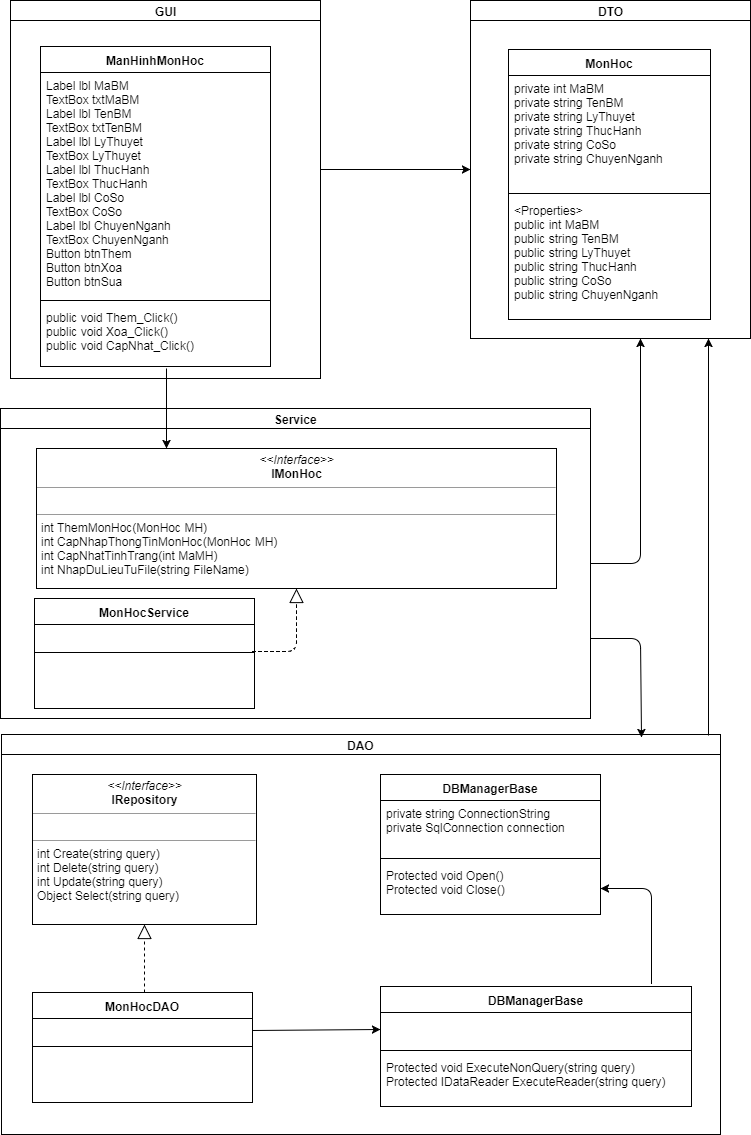 GUI
ManHinhMonHoc
Label lbl MaBM
TextBox txtMaBM
Label lbl TenBM
TextBox txtTenBM
Label lbl LyThuyet
TextBox LyThuyet
Label lbl ThucHanh
TextBox ThucHanh
Label lbl CoSo
TextBox CoSo
Label lbl ChuyenNganh
TextBox ChuyenNganh
Button btnThem
Button btnXoa
Button btnSua
public void Them_Click()
public void Xoa_Click()
public void CapNhat_Click()
DTO
MonHoc
private int MaBM
private string TenBM
private string LyThuyet
private string ThucHanh
private string CoSo
private string ChuyenNganh
<Properties>
public int MaBM
public string TenBM
public string LyThuyet
public string ThucHanh
public string CoSo
public string ChuyenNganh
Service
<<Interface>>
IMonHoc
int ThemMonHoc(MonHoc MH)
int CapNhapThongTinMonHoc(MonHoc MH)
int CapNhatTinhTrang(int MaMH)
int NhapDuLieuTuFile(string FileName)
MonHocService
DAO
<<Interface>>
IRepository
int Create(string query)
int Delete(string query)
int Update(string query)
Object Select(string query)
DBManagerBase
private string ConnectionString
private SqlConnection connection
Protected void Open()
Protected void Close()
MonHocDAO
DBManagerBase
Protected void ExecuteNonQuery(string query)
Protected IDataReader ExecuteReader(string query)